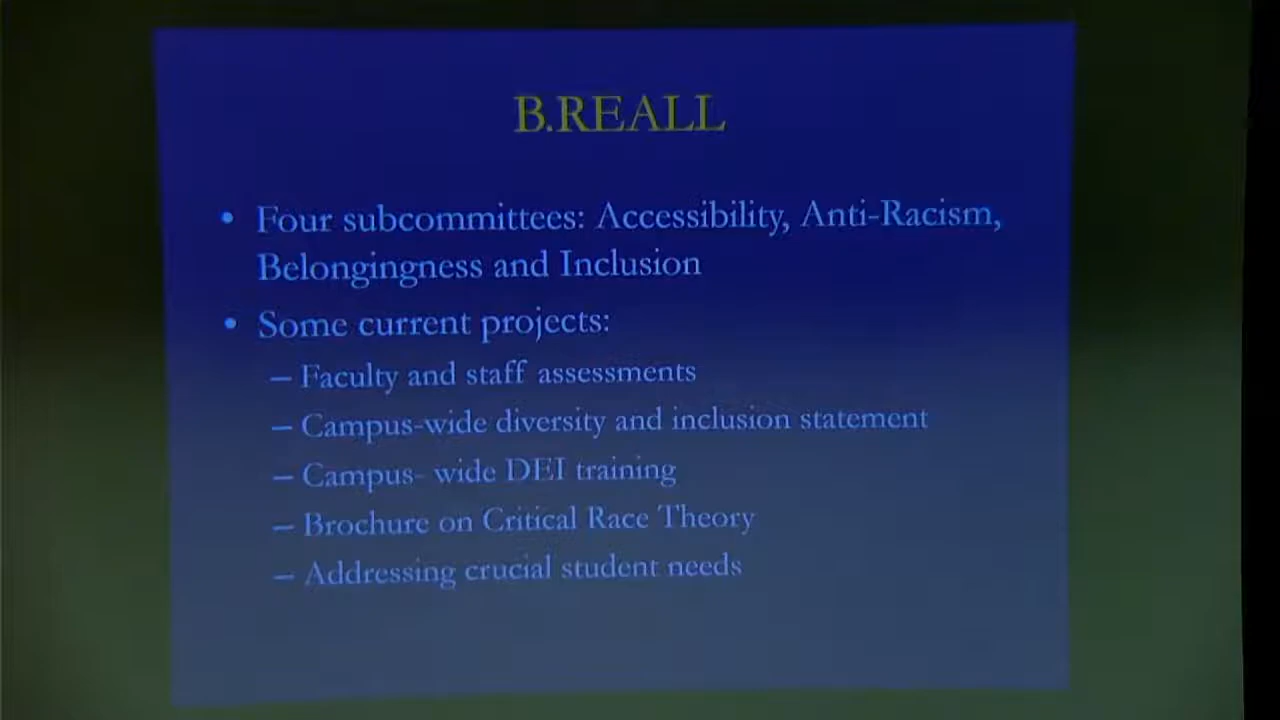 B.REALL
• Four subcommittees: Accessibility, Anti-Racism,
Belongingness and Inclusion
• Some current projects:
– Faculty and staff assessments
– Campus-wide diversity and inclusion statement
– Campus- wide DEI training
– Brochure on Critical Race Theory
– Addressing crucial student needs